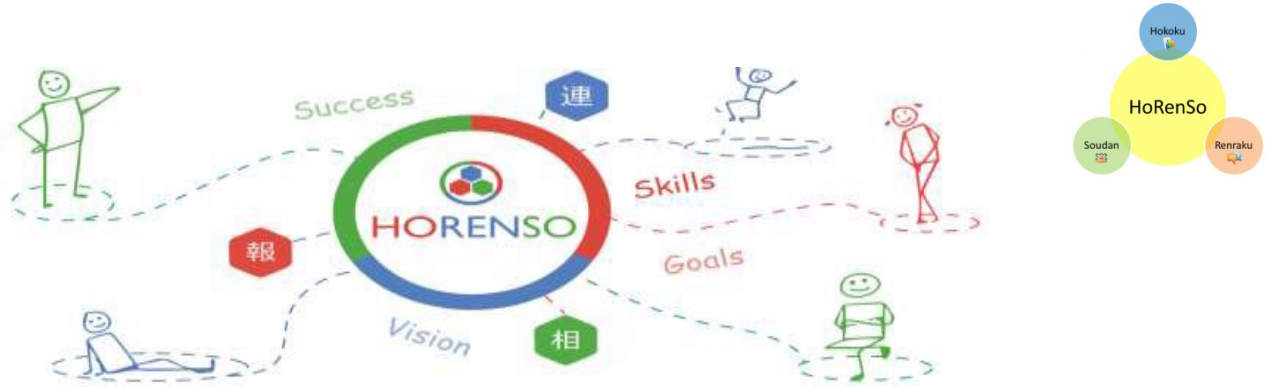 Success
連
Skills
HORENSO
報
Goals
Vision
相
Hokoku
HoRenSo
Soudan
Renraku